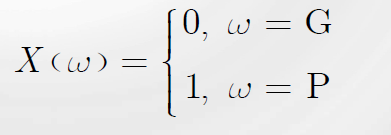 X(ω) = { 0, ω = G
1, ω = P